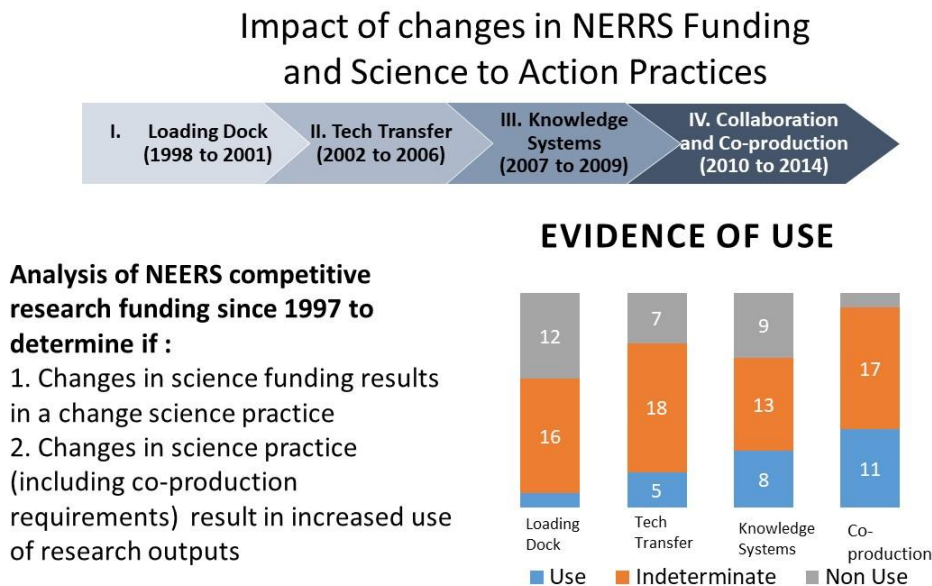 Impact of changes in NERRS Funding
and Science to Action Practices
I. Loading Dock
(1998 to 2001)
II. Tech Transfer
(2002 to 2006)
III. Knowledge
Systems
(2007 to 2009)
IV. Collaboration
and Co-production
(2010 to 2014)
Analysis of NEERS competitive
research funding since 1997 to
determine if :
1. Changes in science funding results
in a change science practice
2. Changes in science practice
(including co-production
requirements) result in increased use
of research outputs
EVIDENCE OF USE
12
16
7
18
5
9
13
8
17
11
Loading
Dock
Tech
Transfer
Knowledge
Systems
Co-
production
Use Indeterminate Non Use